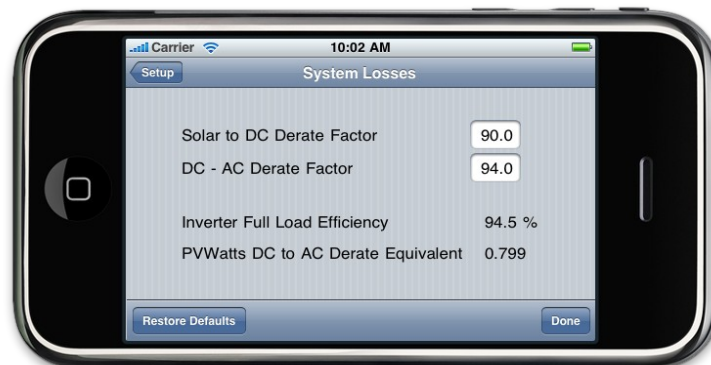 Carrier 10:02 AM
Setup System Losses
Solar to DC Derate Factor 90.0
DC - AC Derate Factor 94.0
Inverter Full Load Efficiency 94.5 %
PVWatts DC to AC Derate Equivalent 0.799
Restore Defaults Done